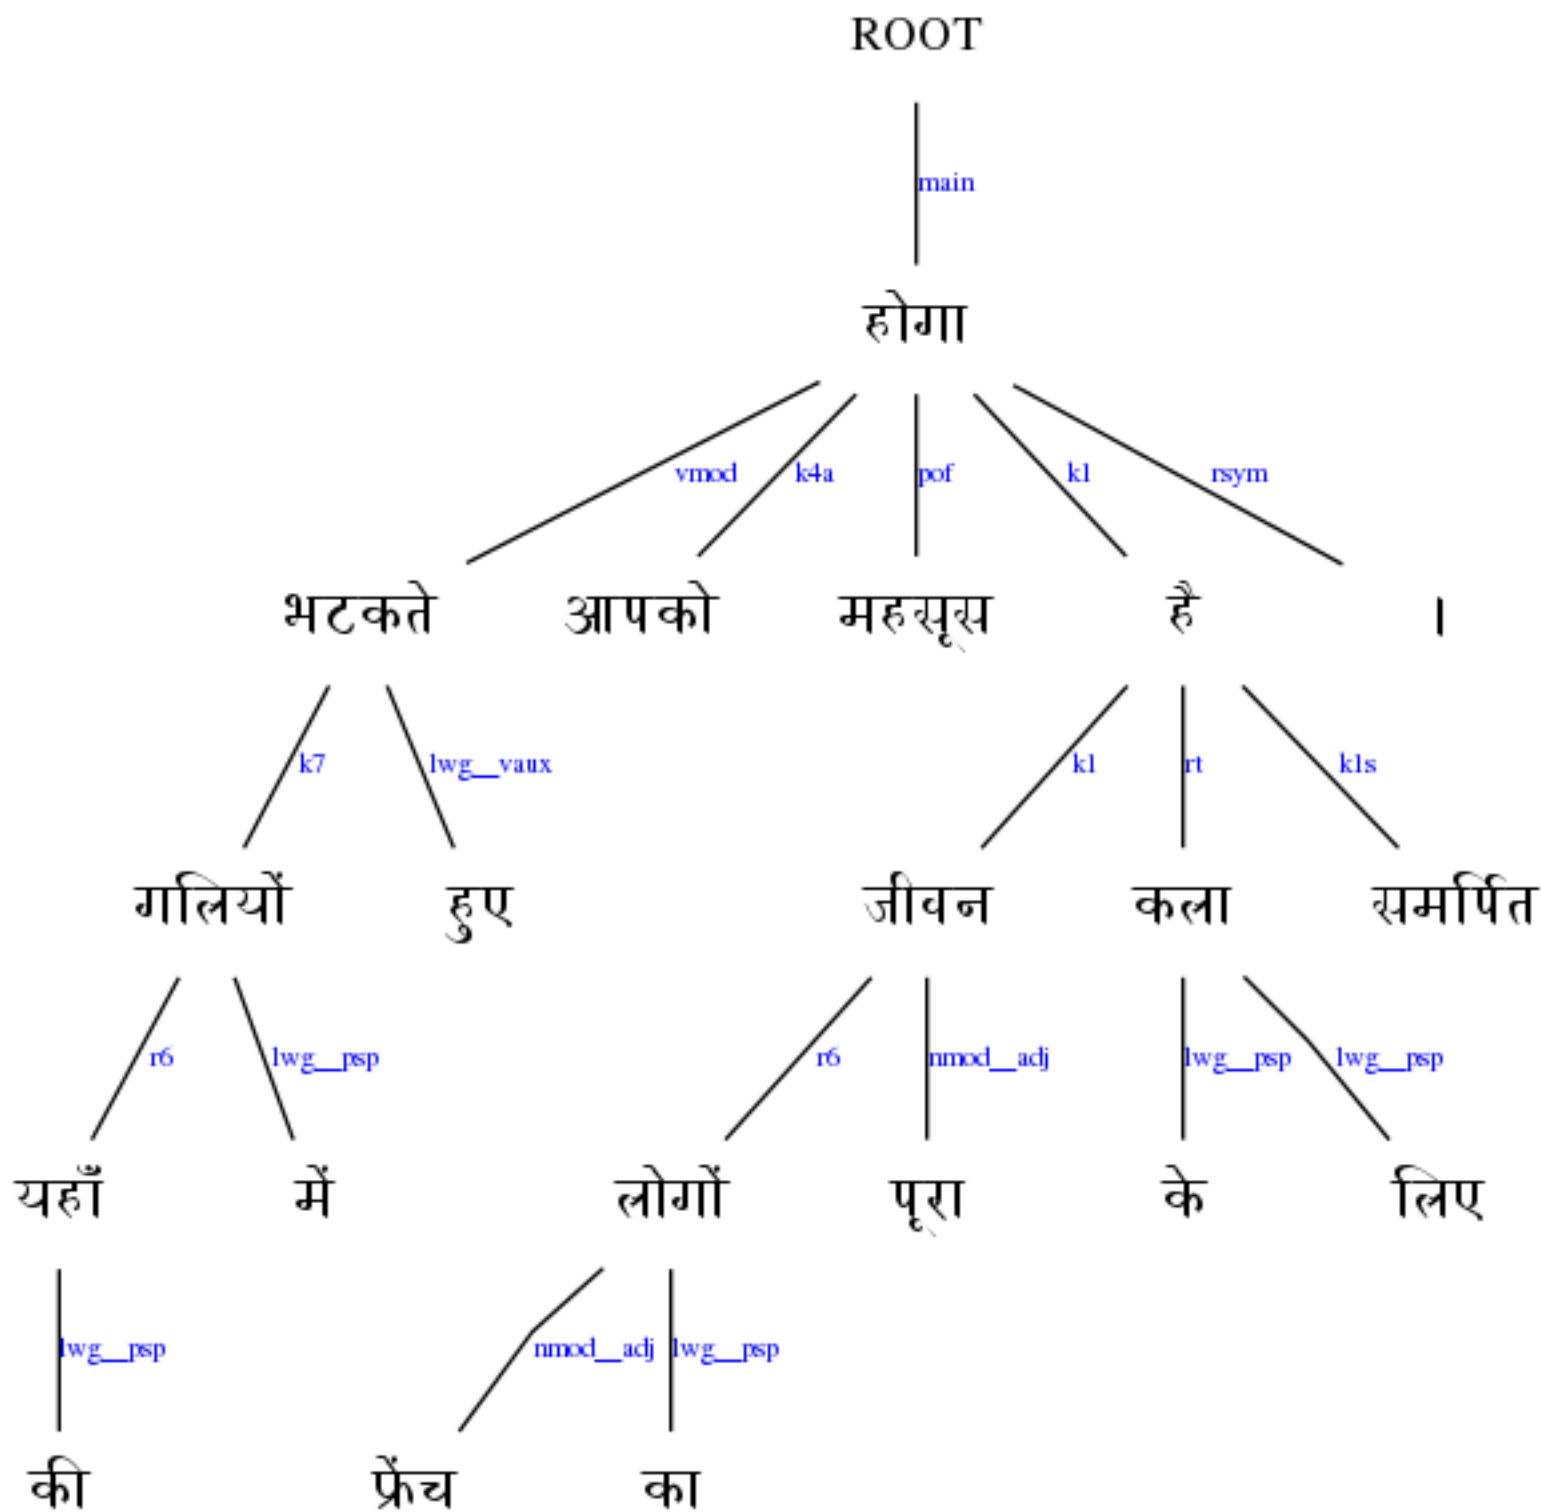 ROOT
main
होगा
vmod k4a pof k1 rsym
भटकते आपको महसूस है ।
k7 lwg__vaux k1 rt k1s
गलियों हुए जीवन कला समर्पित
r6 lwg__psp r6 nmod__adj lwg__psp lwg__psp
यहाँ में लोगों पूरा के लिए
lwg__psp nmod__adj lwg__psp
की फ्रेंच का